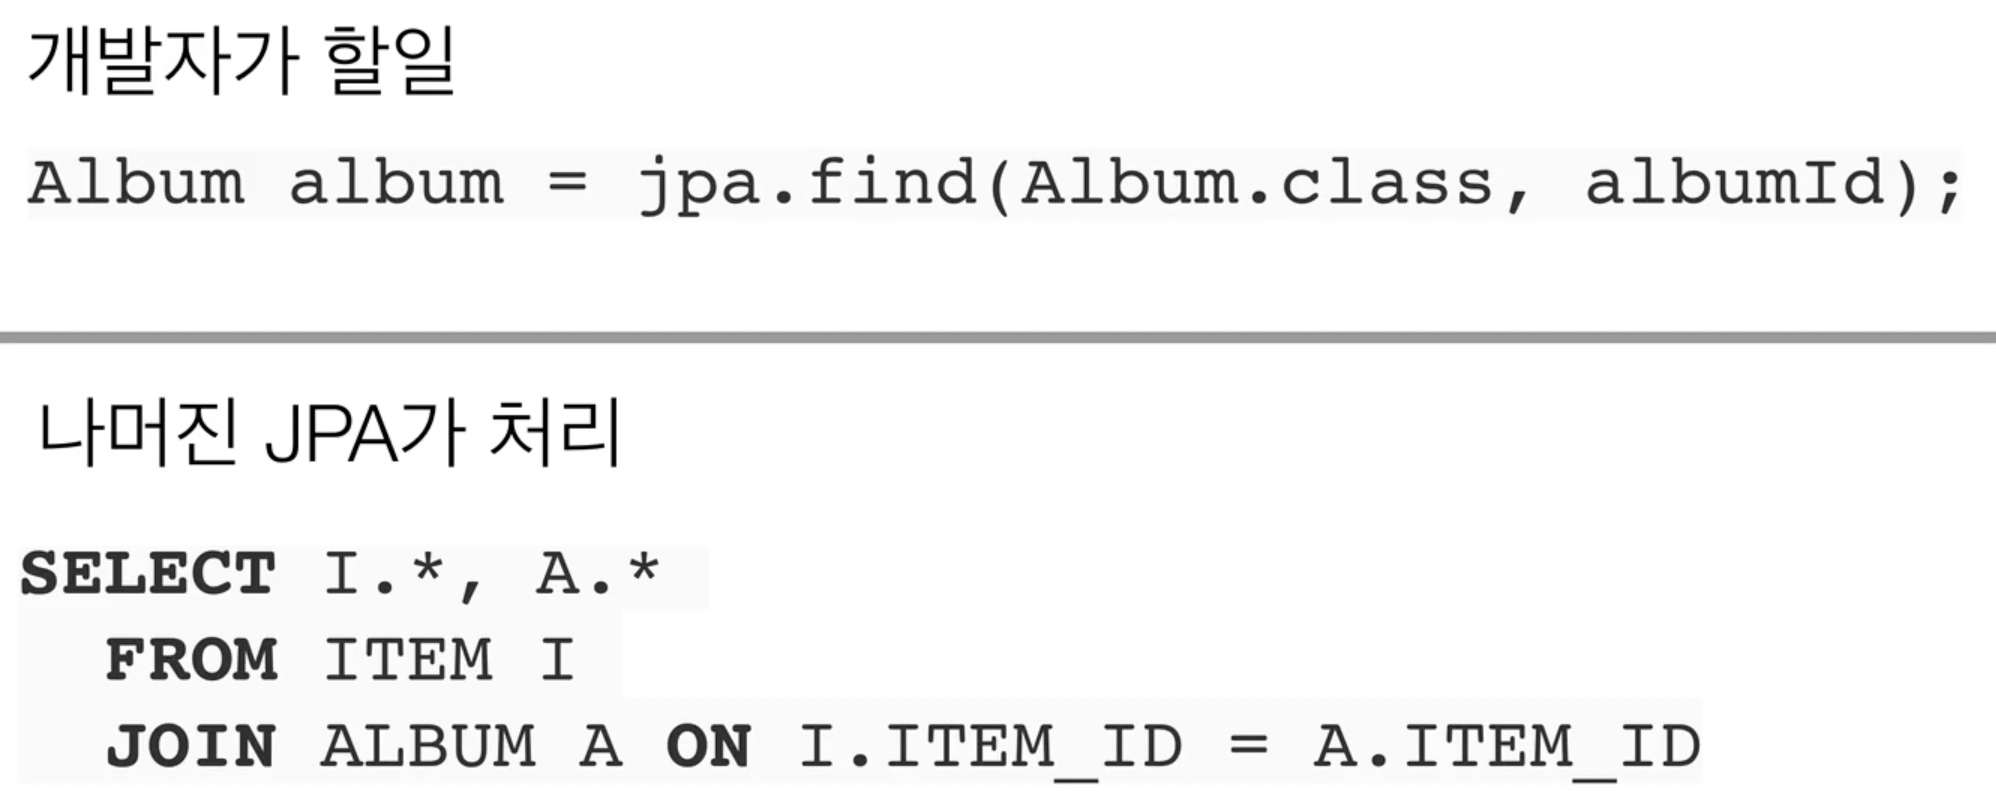 개발자가 할일
Album album = jpa.find(Album.class, albumId);
나머진 JPA가 처리
SELECT I.*, A.*
FROM ITEM I
JOIN ALBUM A ON I.ITEM_ID = A.ITEM_ID